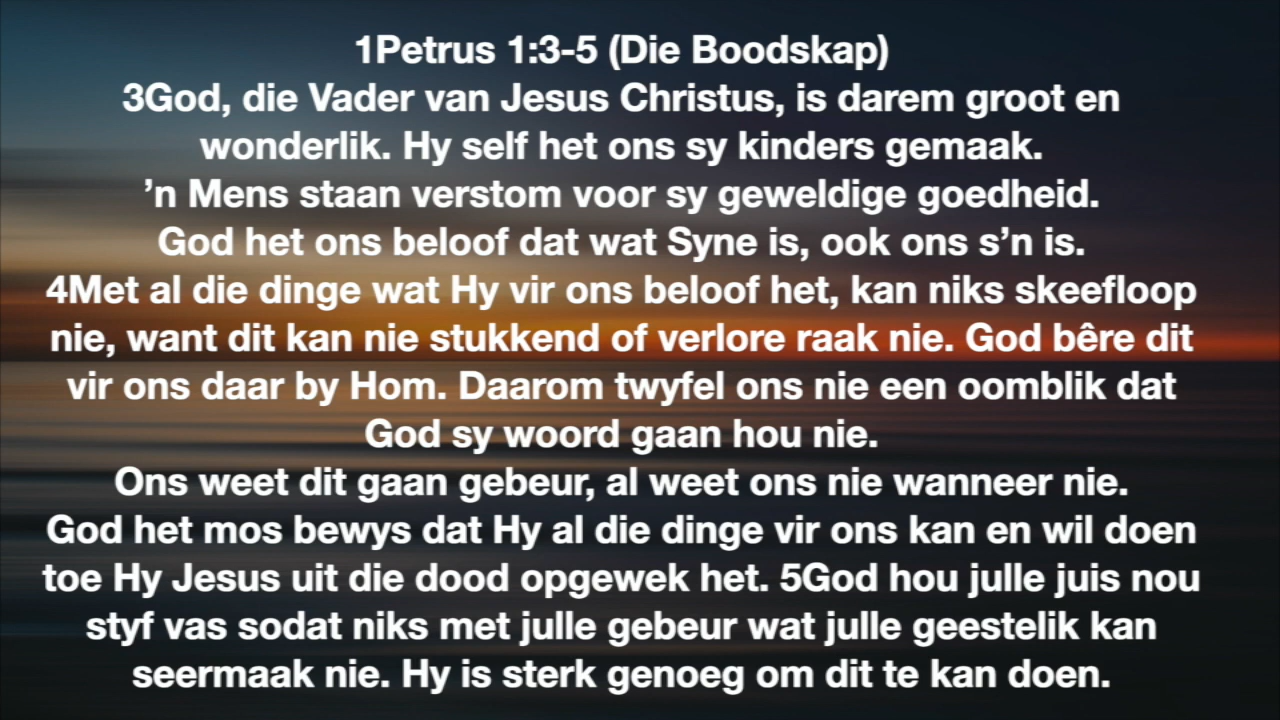 1Petrus 1:3-5 (Die Boodskap)
3God, die Vader van Jesus Christus, is darem groot en
wonderlik. Hy self het ons sy kinders gemaak.
’n Mens staan verstom voor sy geweldige goedheid.
God het ons beloof dat wat Syne is, ook ons s’n is.
4Met al die dinge wat Hy vir ons beloof het, kan niks skeefloop
nie, want dit kan nie stukkend of verlore raak nie. God bêre dit
vir ons daar by Hom. Daarom twyfel ons nie een oomblik dat
God sy woord gaan hou nie.
Ons weet dit gaan gebeur, al weet ons nie wanneer nie.
God het mos bewys dat Hy al die dinge vir ons kan en wil doen
toe Hy Jesus uit die dood opgewek het. 5God hou julle juis nou
styf vas sodat niks met julle gebeur wat julle geestelik kan
seermaak nie. Hy is sterk genoeg om dit te kan doen.